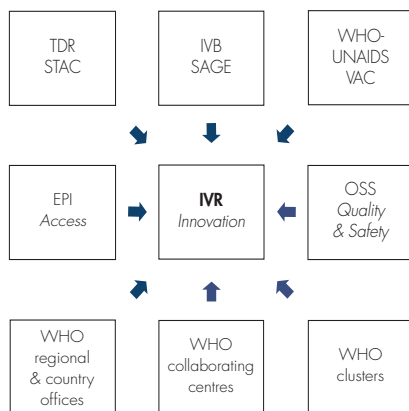 TDR
STAC
IVB
SAGE
WHO-
UNAIDS
VAC
EPI
Access
IVR
Innovation
OSS
Quality
& Safety
WHO
regional
& country
offices
WHO
collaborating
centres
WHO
clusters